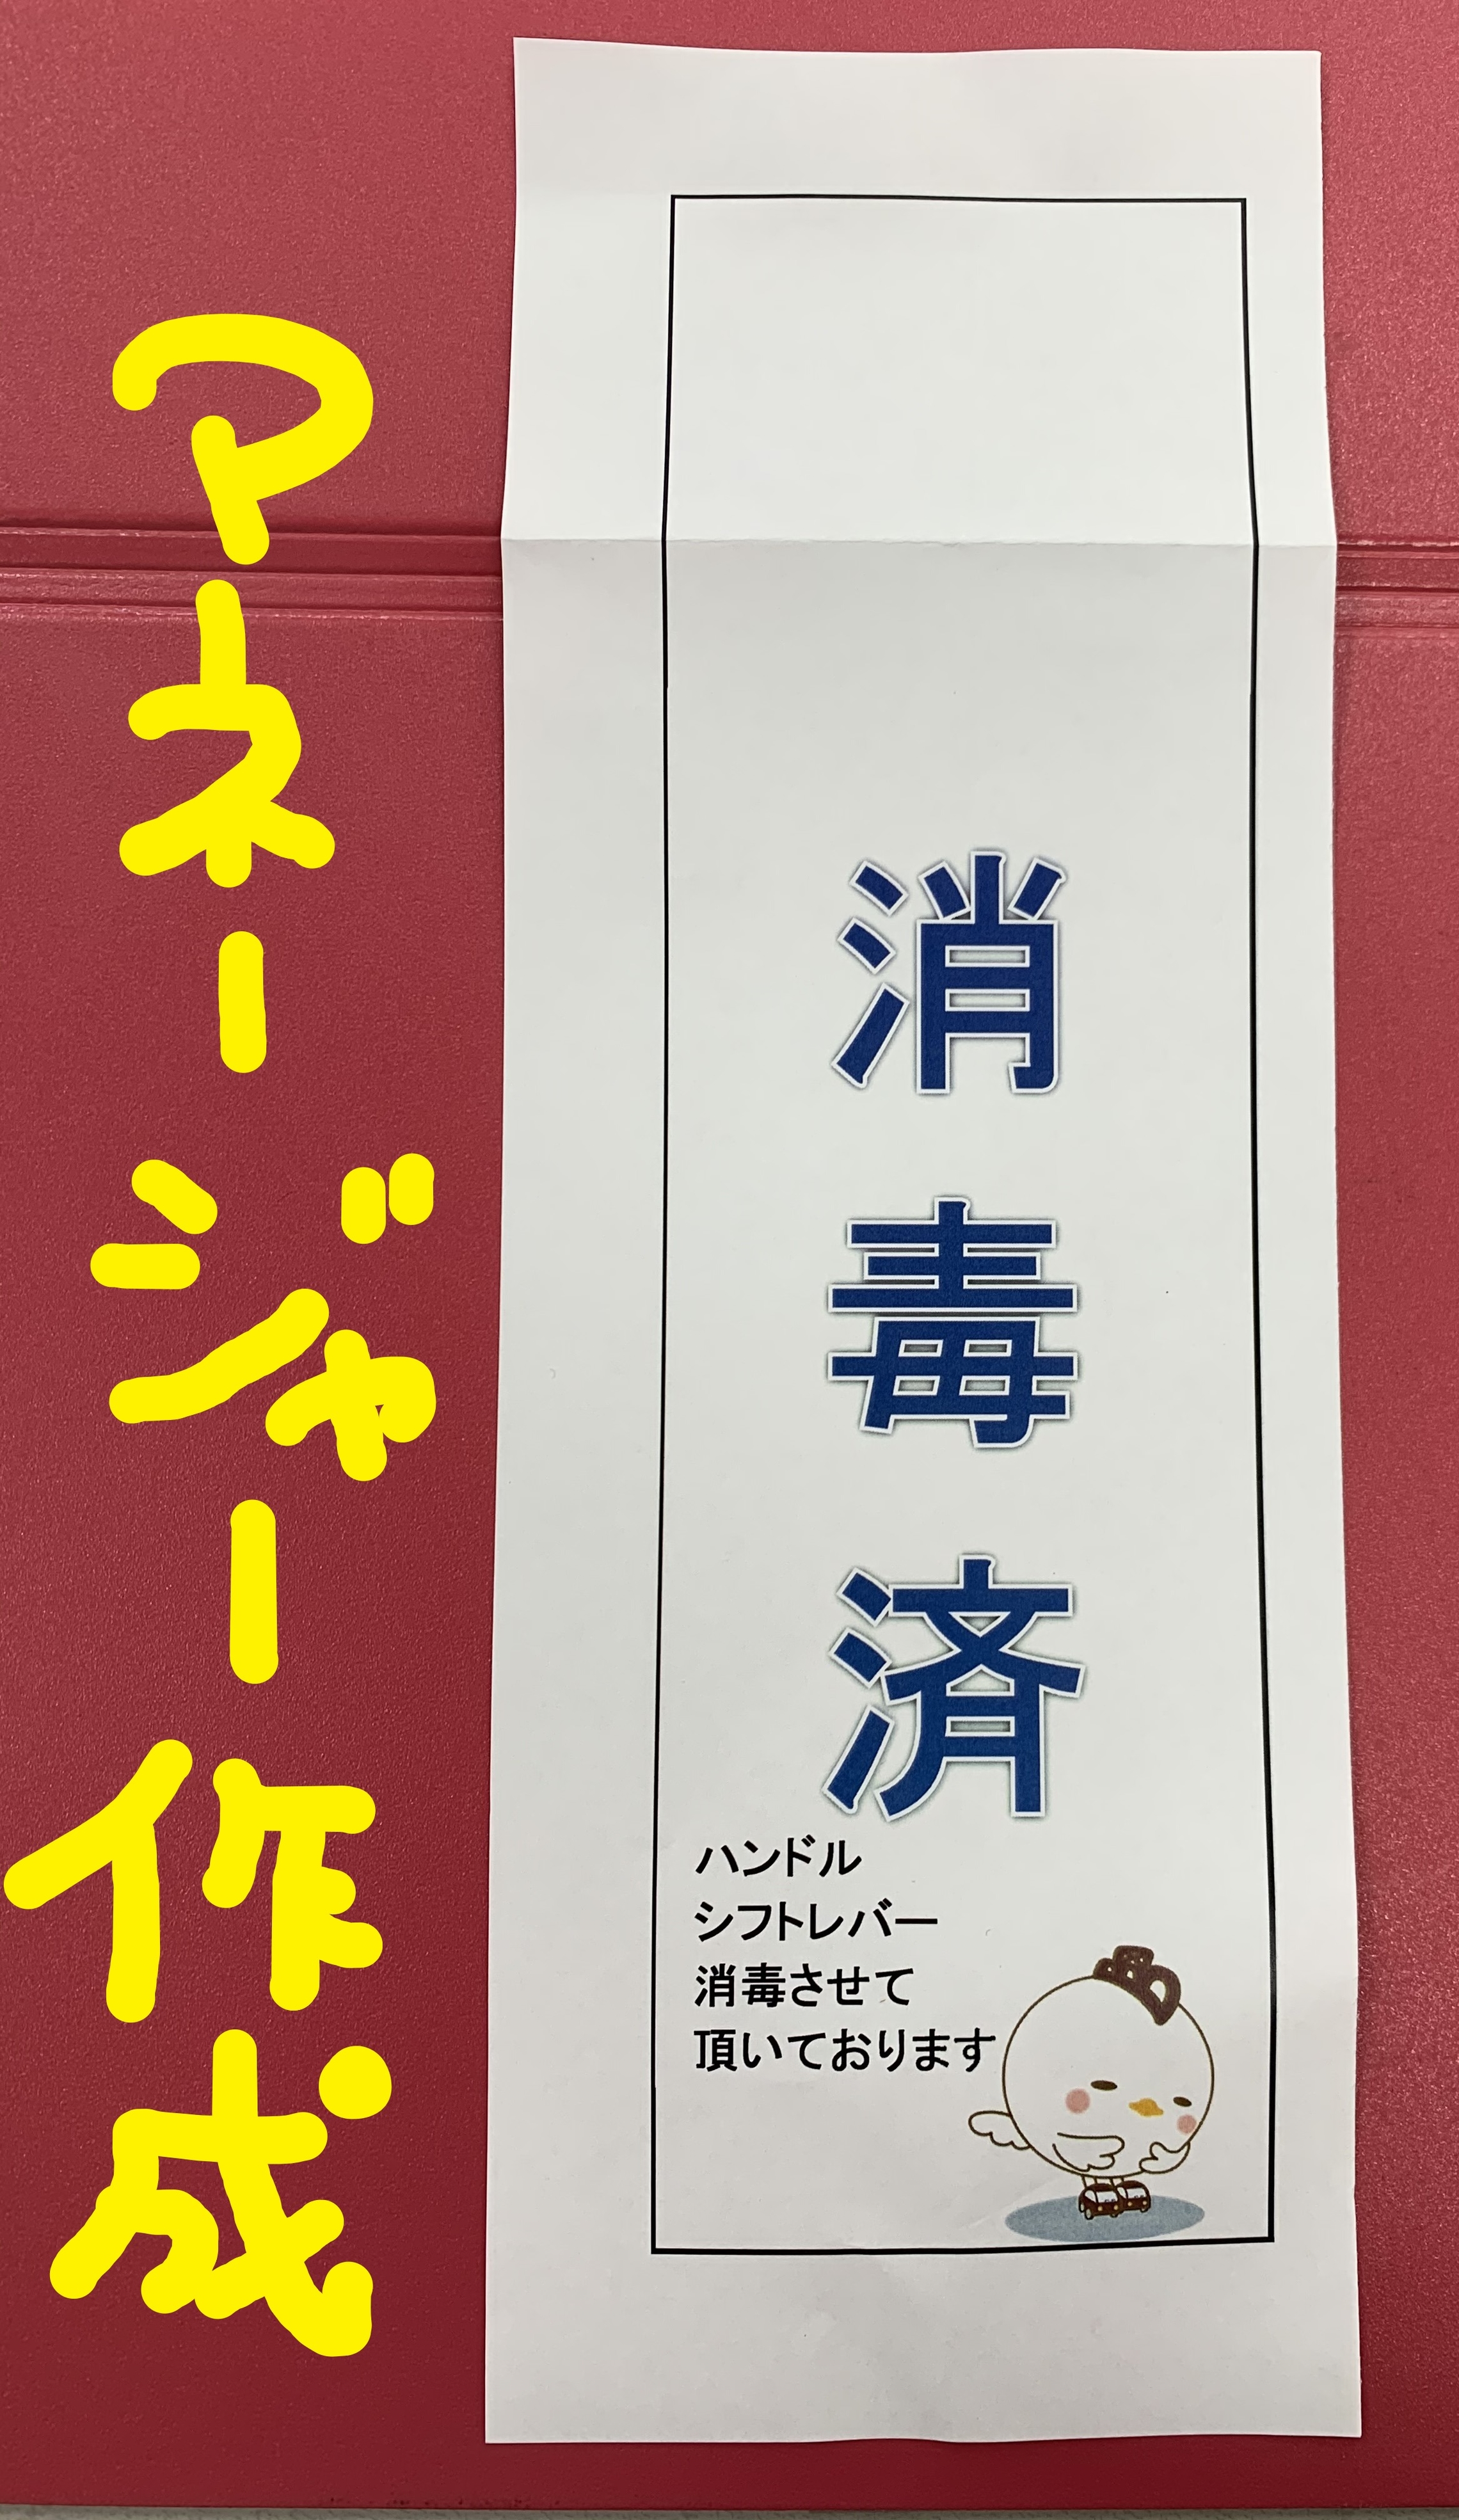 マネージャー作成
消毒済
ハンドル
シフトレバー
消毒させて
頂いております